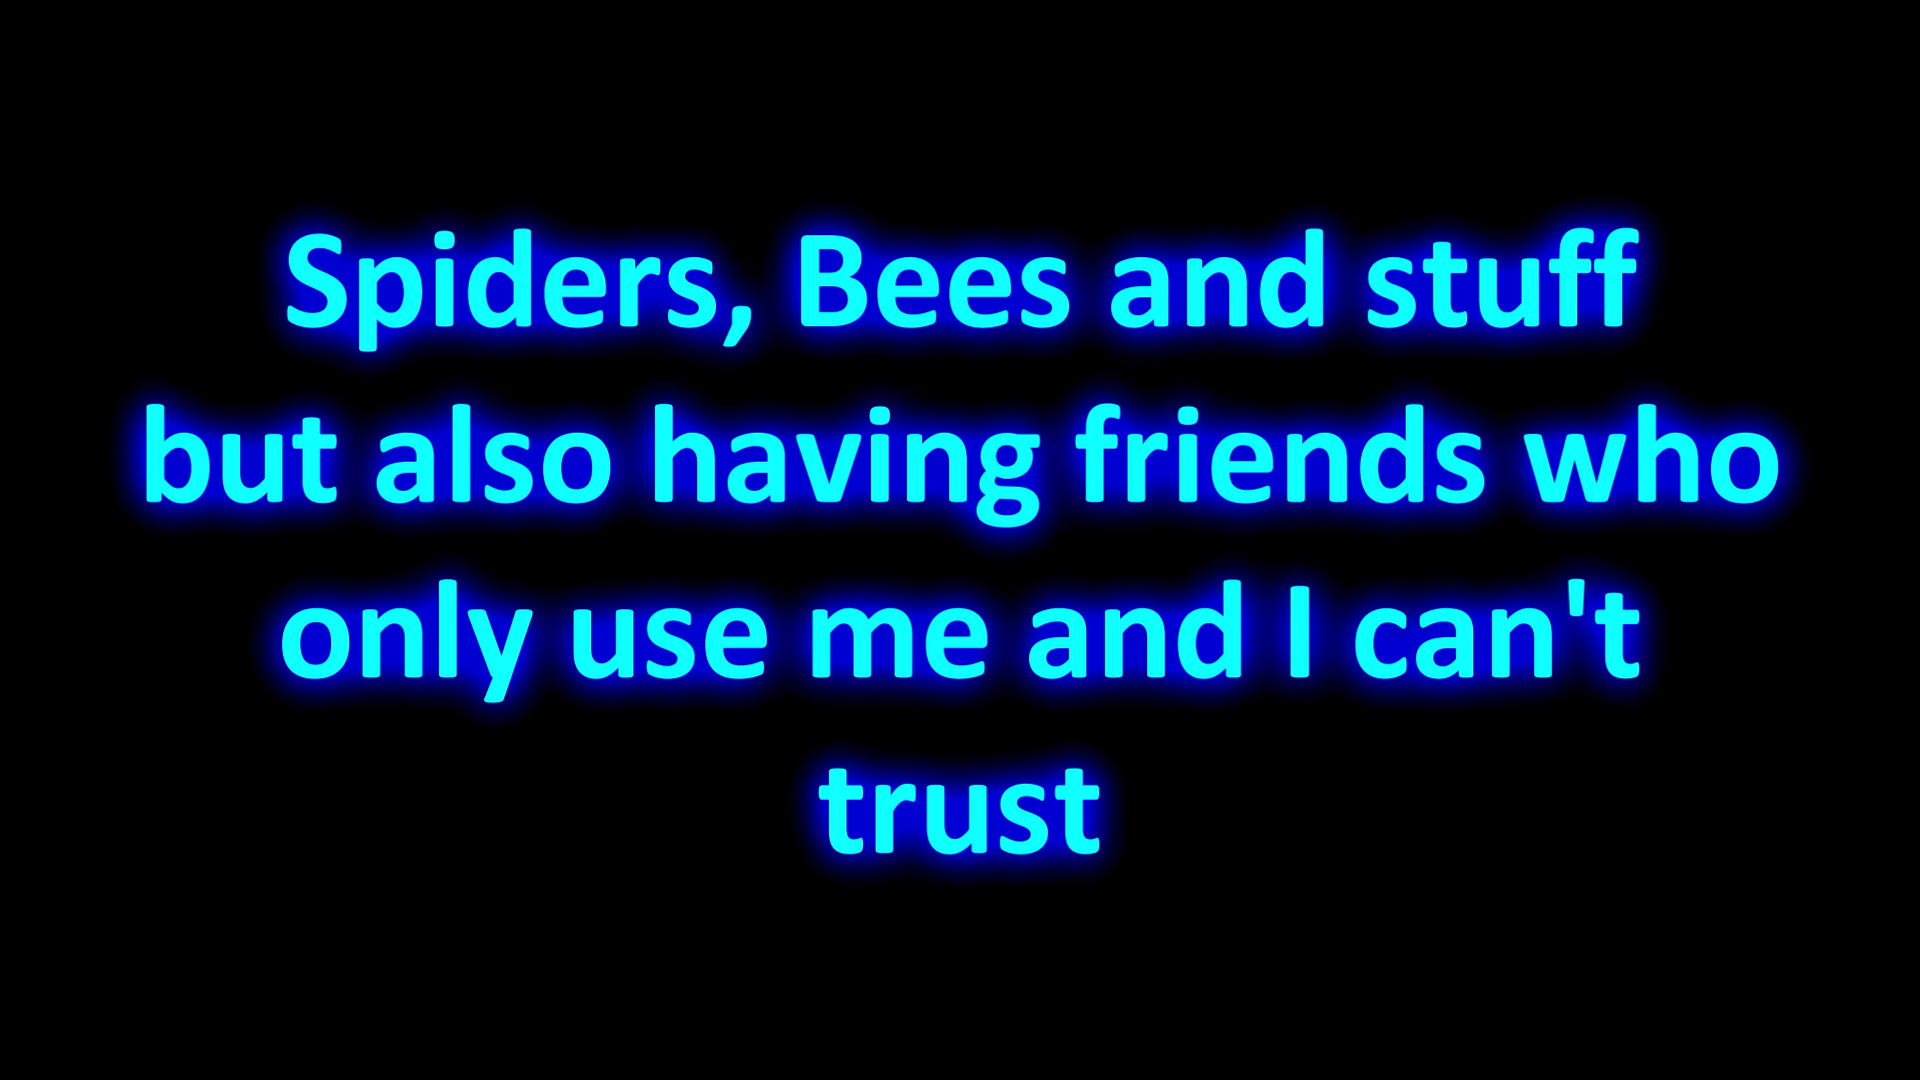 Spiders, Bees and stuff
but also having friends who
only use me and I can't
trust